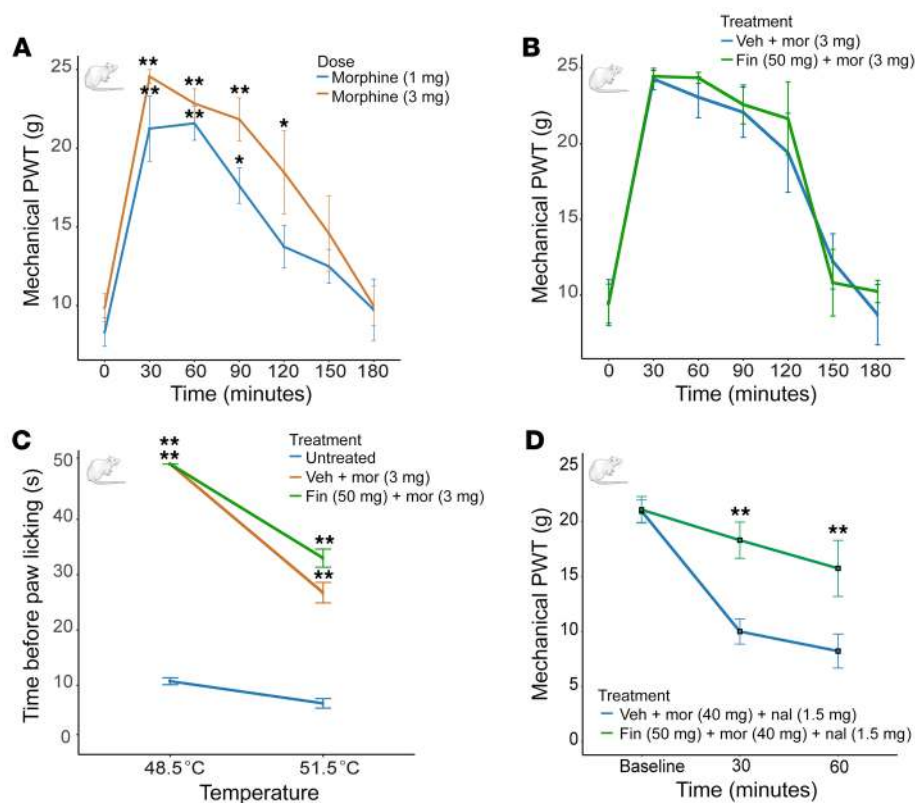 A
Mechanical PWT (g)
25
20
15
10
0 30 60 90 120 150 180
Time (minutes)
Dose
Morphine (1 mg)
Morphine (3 mg)
**
**
**
**
**
*
*
B
Mechanical PWT (g)
25
20
15
10
0 30 60 90 120 150 180
Time (minutes)
Treatment
Veh + mor (3 mg)
Fin (50 mg) + mor (3 mg)
C
Time before paw licking (s)
50
40
30
20
10
0
48.5°C 51.5°C
Temperature
Treatment
Untreated
Veh + mor (3 mg)
Fin (50 mg) + mor (3 mg)
**
**
**
**
D
Mechanical PWT (g)
25
20
15
10
5
0
Baseline 30 60
Time (minutes)
**
**
Treatment
Veh + mor (40 mg) + nal (1.5 mg)
Fin (50 mg) + mor (40 mg) + nal (1.5 mg)